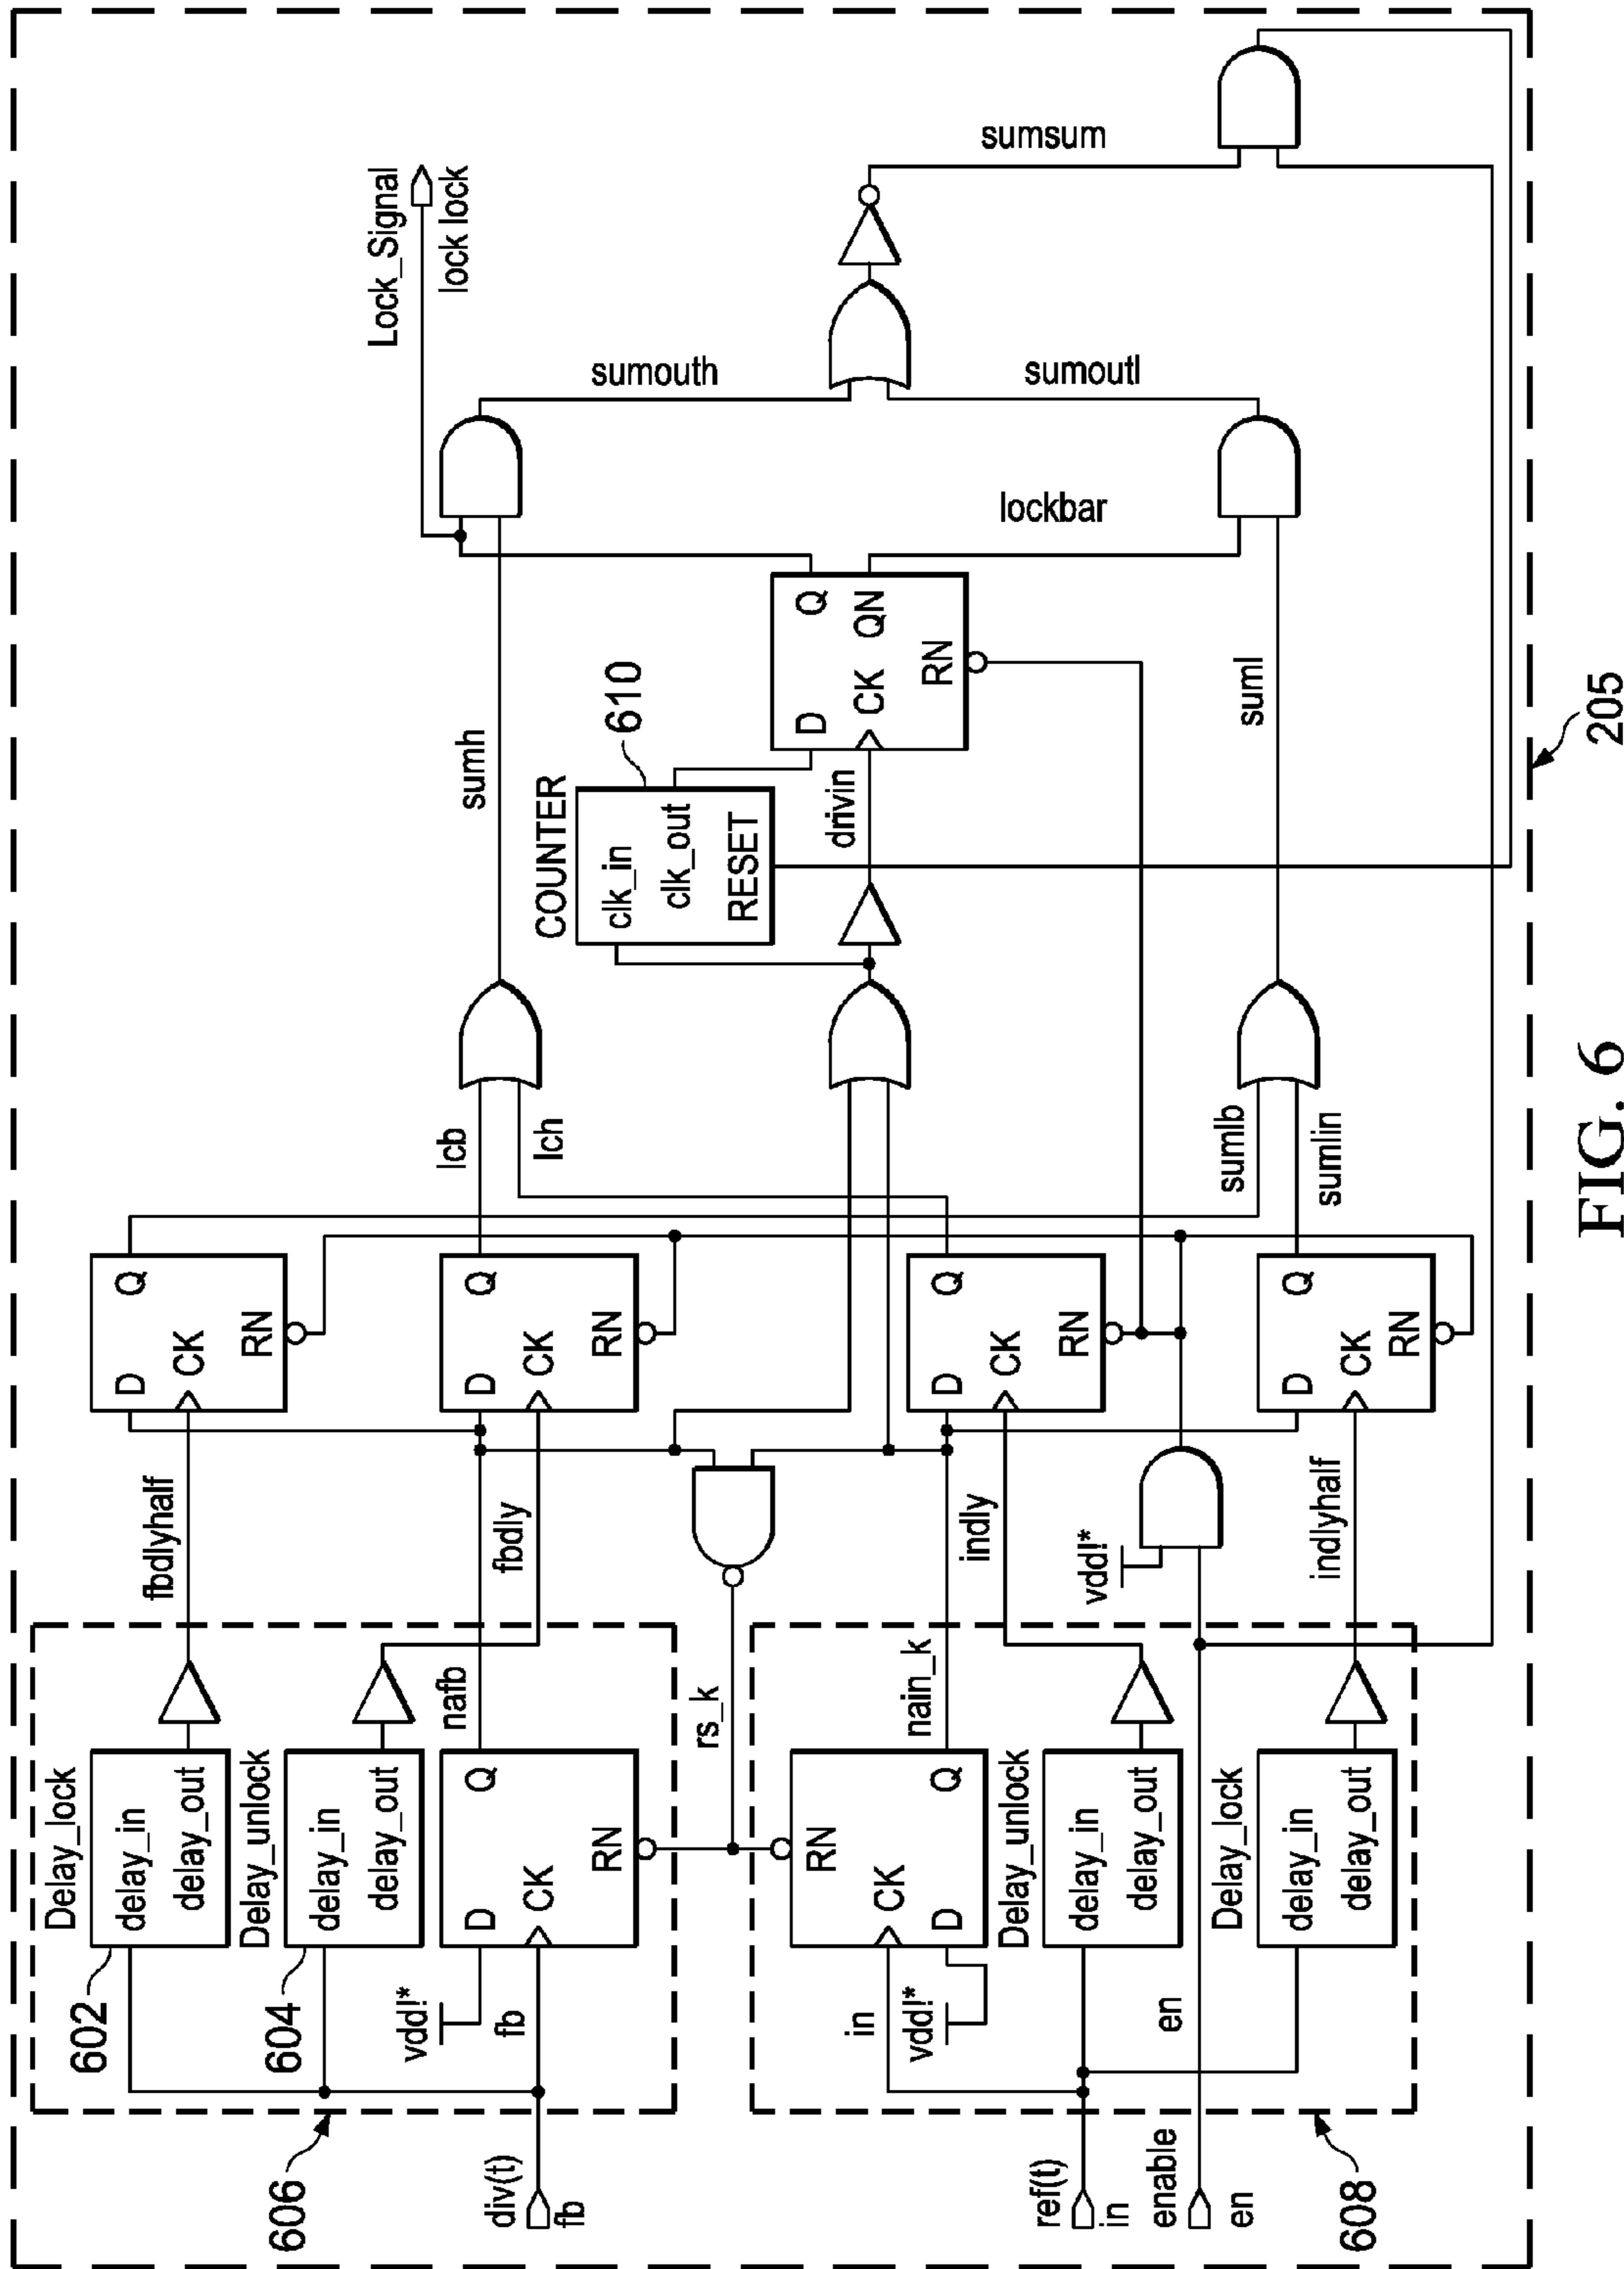 606
602
Delay_lock
delay_in
delay_out
fbdlyhalf
D
Q
CK
RN
604
Delay_unlock
delay_in
delay_out
fbdly
vdd!*
div(t)
fb
fb
D
Q
CK
RN
nafb
D
Q
CK
RN
lcb
lch
sumh
Lock_Signal
lock lock
rs_k
COUNTER
610
clk_in
clk_out
RESET
drivin
D
Q
CK
QN
RN
sumouth
lockbar
sumoutl
sumsum
in
vdd!*
RN
CK
D
Q
nain_k
D
Q
CK
RN
ref(t)
in
Delay_unlock
delay_in
delay_out
indly
vdd!*
enable
en
en
Delay_lock
delay_in
delay_out
indlyhalf
D
Q
CK
RN
sumlb
sumlin
suml
608
205
FIG. 6